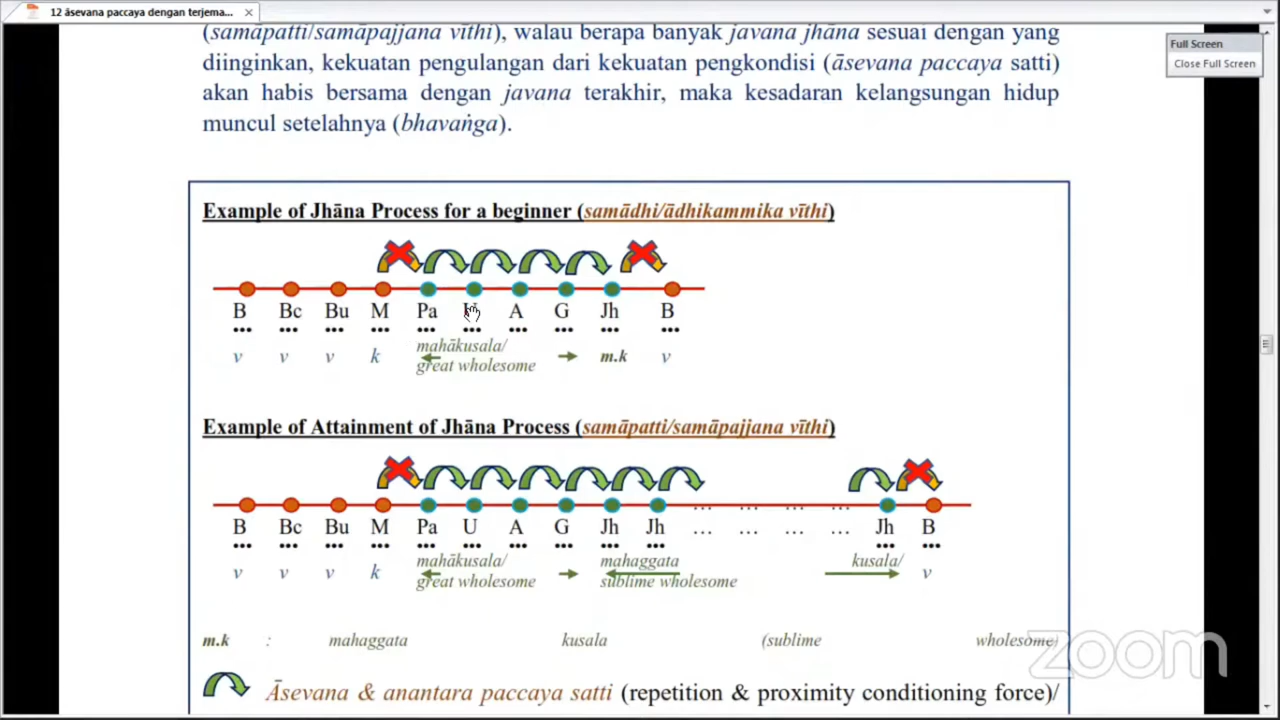 12 āsevana paccaya dengan terjema...
Full Screen
Close Full Screen
(samāpatti/samāpajjana vīthi), walau berapa banyak javana jhāna sesuai dengan yang
diinginkan, kekuatan pengulangan dari kekuatan pengkondisi (āsevana paccaya satti)
akan habis bersama dengan javana terakhir, maka kesadaran kelangsungan hidup
muncul setelahnya (bhavaṅga).
Example of Jhāna Process for a beginner (samādhi/ādhikammika vīthi)
B Bc Bu M Pa A G Jh B
••• ••• ••• ••• ••• ••• ••• ••• ••• •••
mahākusala/
v v v k great wholesome m.k v
Example of Attainment of Jhāna Process (samāpatti/samāpajjana vīthi)
B Bc Bu M Pa U A G Jh Jh ... ... ... ... Jh B
••• ••• ••• ••• ••• ••• ••• ••• ••• ••• ••• •••
mahākusala/ mahaggata kusala/
v v v k great wholesome sublime wholesome v
m.k : mahaggata kusala (sublime wholesome)
zoom
Āsevana & anantara paccaya satti (repetition & proximity conditioning force)/